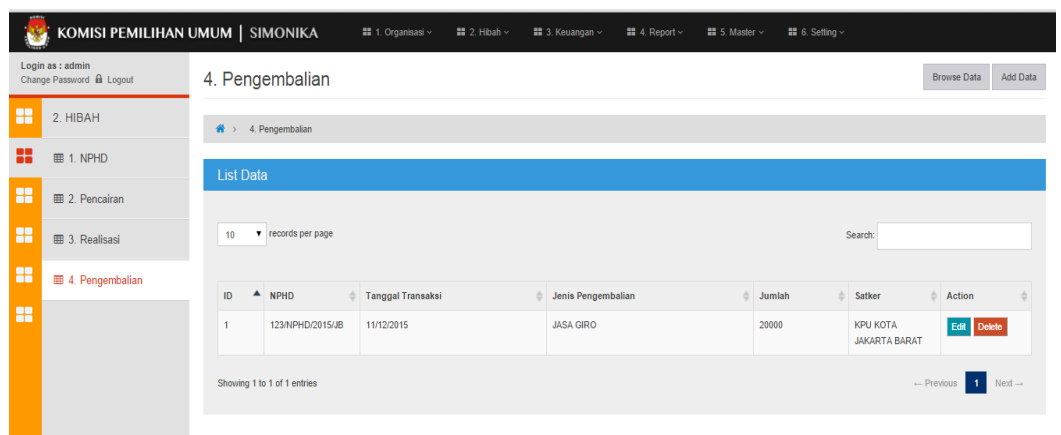 KOMISI PEMILIHAN UMUM | SIMONIKA
1. Organisasi
2. Hibah
3. Keuangan
4. Report
5. Master
6. Setting
Login as : admin
Change Password Logout
4. Pengembalian
Browse Data
Add Data
2. HIBAH
1. NPHD
2. Pencairan
3. Realisasi
4. Pengembalian
> 4. Pengembalian
List Data
10 records per page
Search:
ID NPHD Tanggal Transaksi Jenis Pengembalian Jumlah Satker Action
1 123/NPHD/2015/JB 11/12/2015 JASA GIRO 20000 KPU KOTA JAKARTA BARAT Edit Delete
Showing 1 to 1 of 1 entries
← Previous 1 Next →